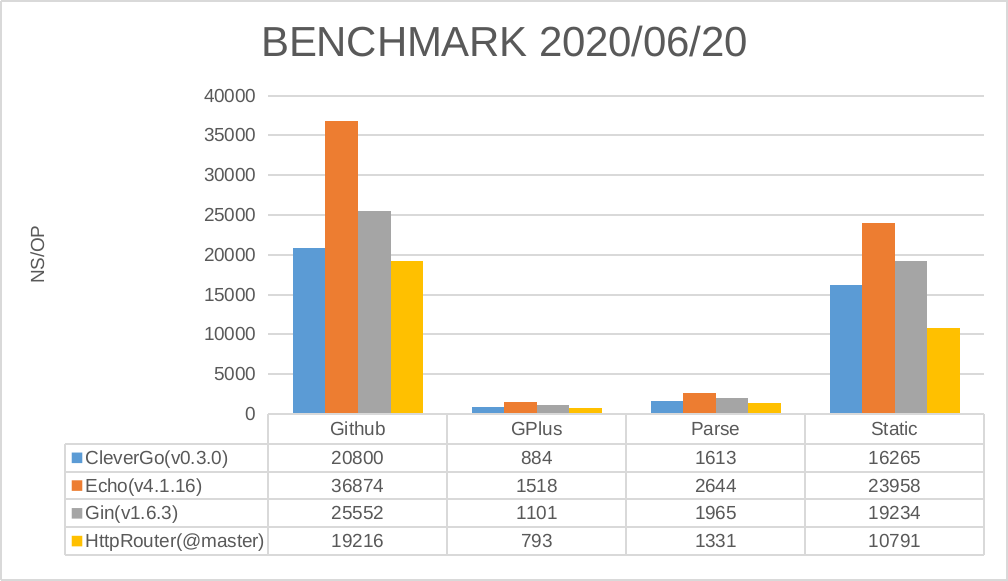 BENCHMARK 2020/06/20
NS/OP
40000
35000
30000
25000
20000
15000
10000
5000
0
Github GPlus Parse Static
CleverGo(v0.3.0) 20800 884 1613 16265
Echo(v4.1.16) 36874 1518 2644 23958
Gin(v1.6.3) 25552 1101 1965 19234
HttpRouter(@master) 19216 793 1331 10791